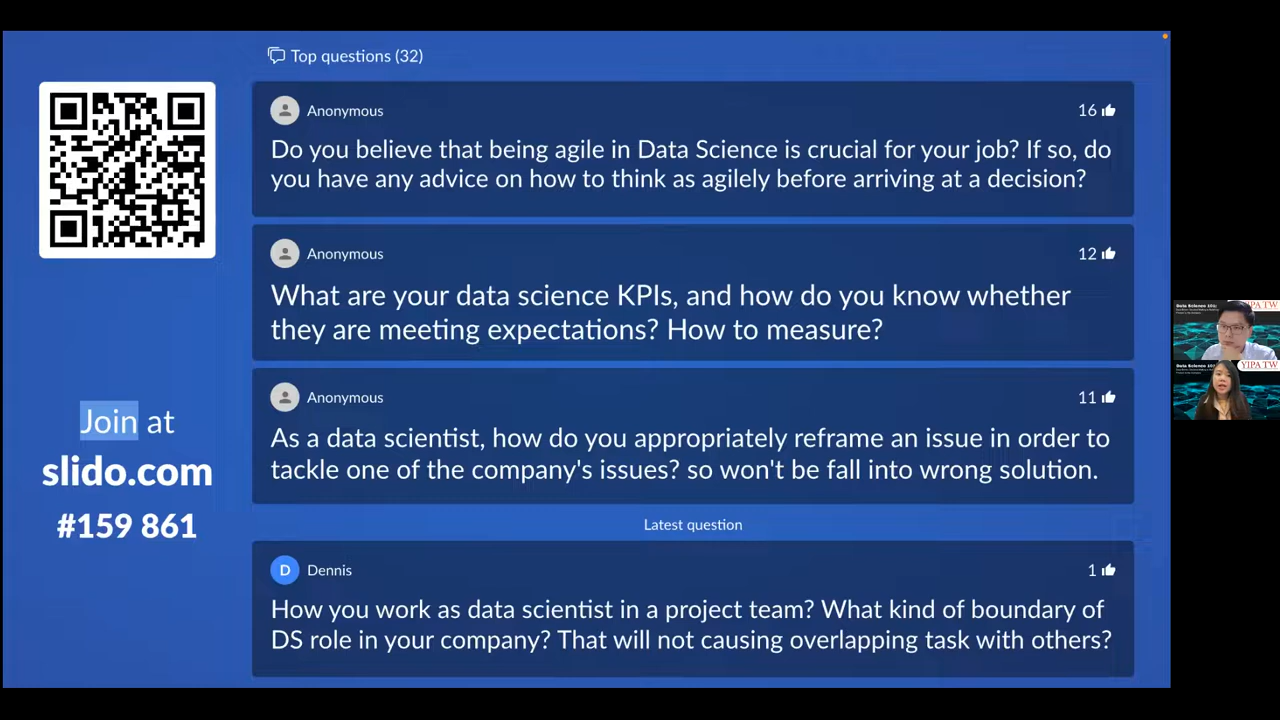 Top questions (32)
Anonymous
16
Do you believe that being agile in Data Science is crucial for your job? If so, do
you have any advice on how to think as agilely before arriving at a decision?
Anonymous
12
What are your data science KPIs, and how do you know whether
they are meeting expectations? How to measure?
Anonymous
11
As a data scientist, how do you appropriately reframe an issue in order to
tackle one of the company's issues? so won't be fall into wrong solution.
Join at
slido.com
#159 861
Latest question
D
Dennis
1
How you work as data scientist in a project team? What kind of boundary of
DS role in your company? That will not causing overlapping task with others?
Data Science 101:
YIPA TW